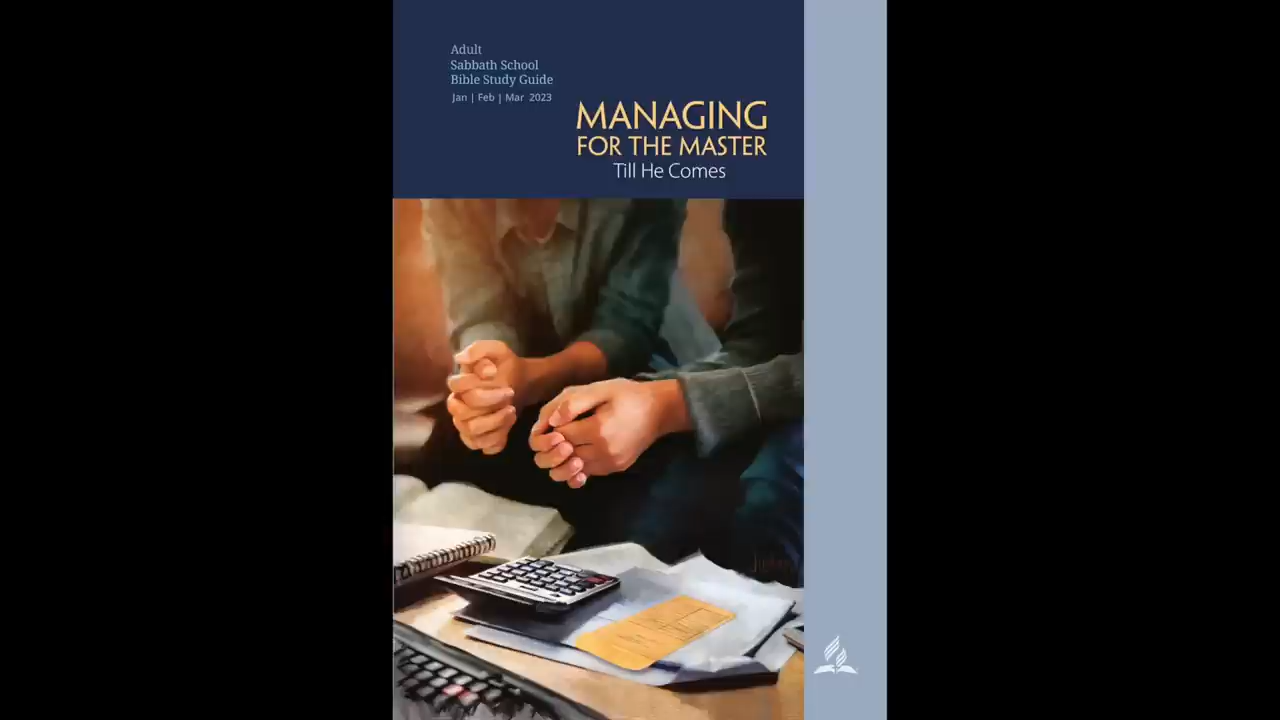 Adult
Sabbath School
Bible Study Guide
Jan | Feb | Mar 2023
MANAGING
FOR THE MASTER
Till He Comes